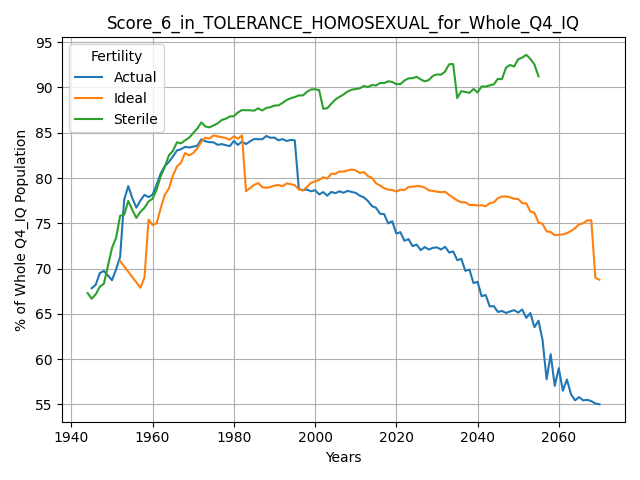 Score_6_in_TOLERANCE_HOMOSEXUAL_for_Whole_Q4_IQ
% of Whole Q4_IQ Population
95
90
85
80
75
70
65
60
55
Fertility
Actual
Ideal
Sterile
1940 1960 1980 2000 2020 2040 2060
Years